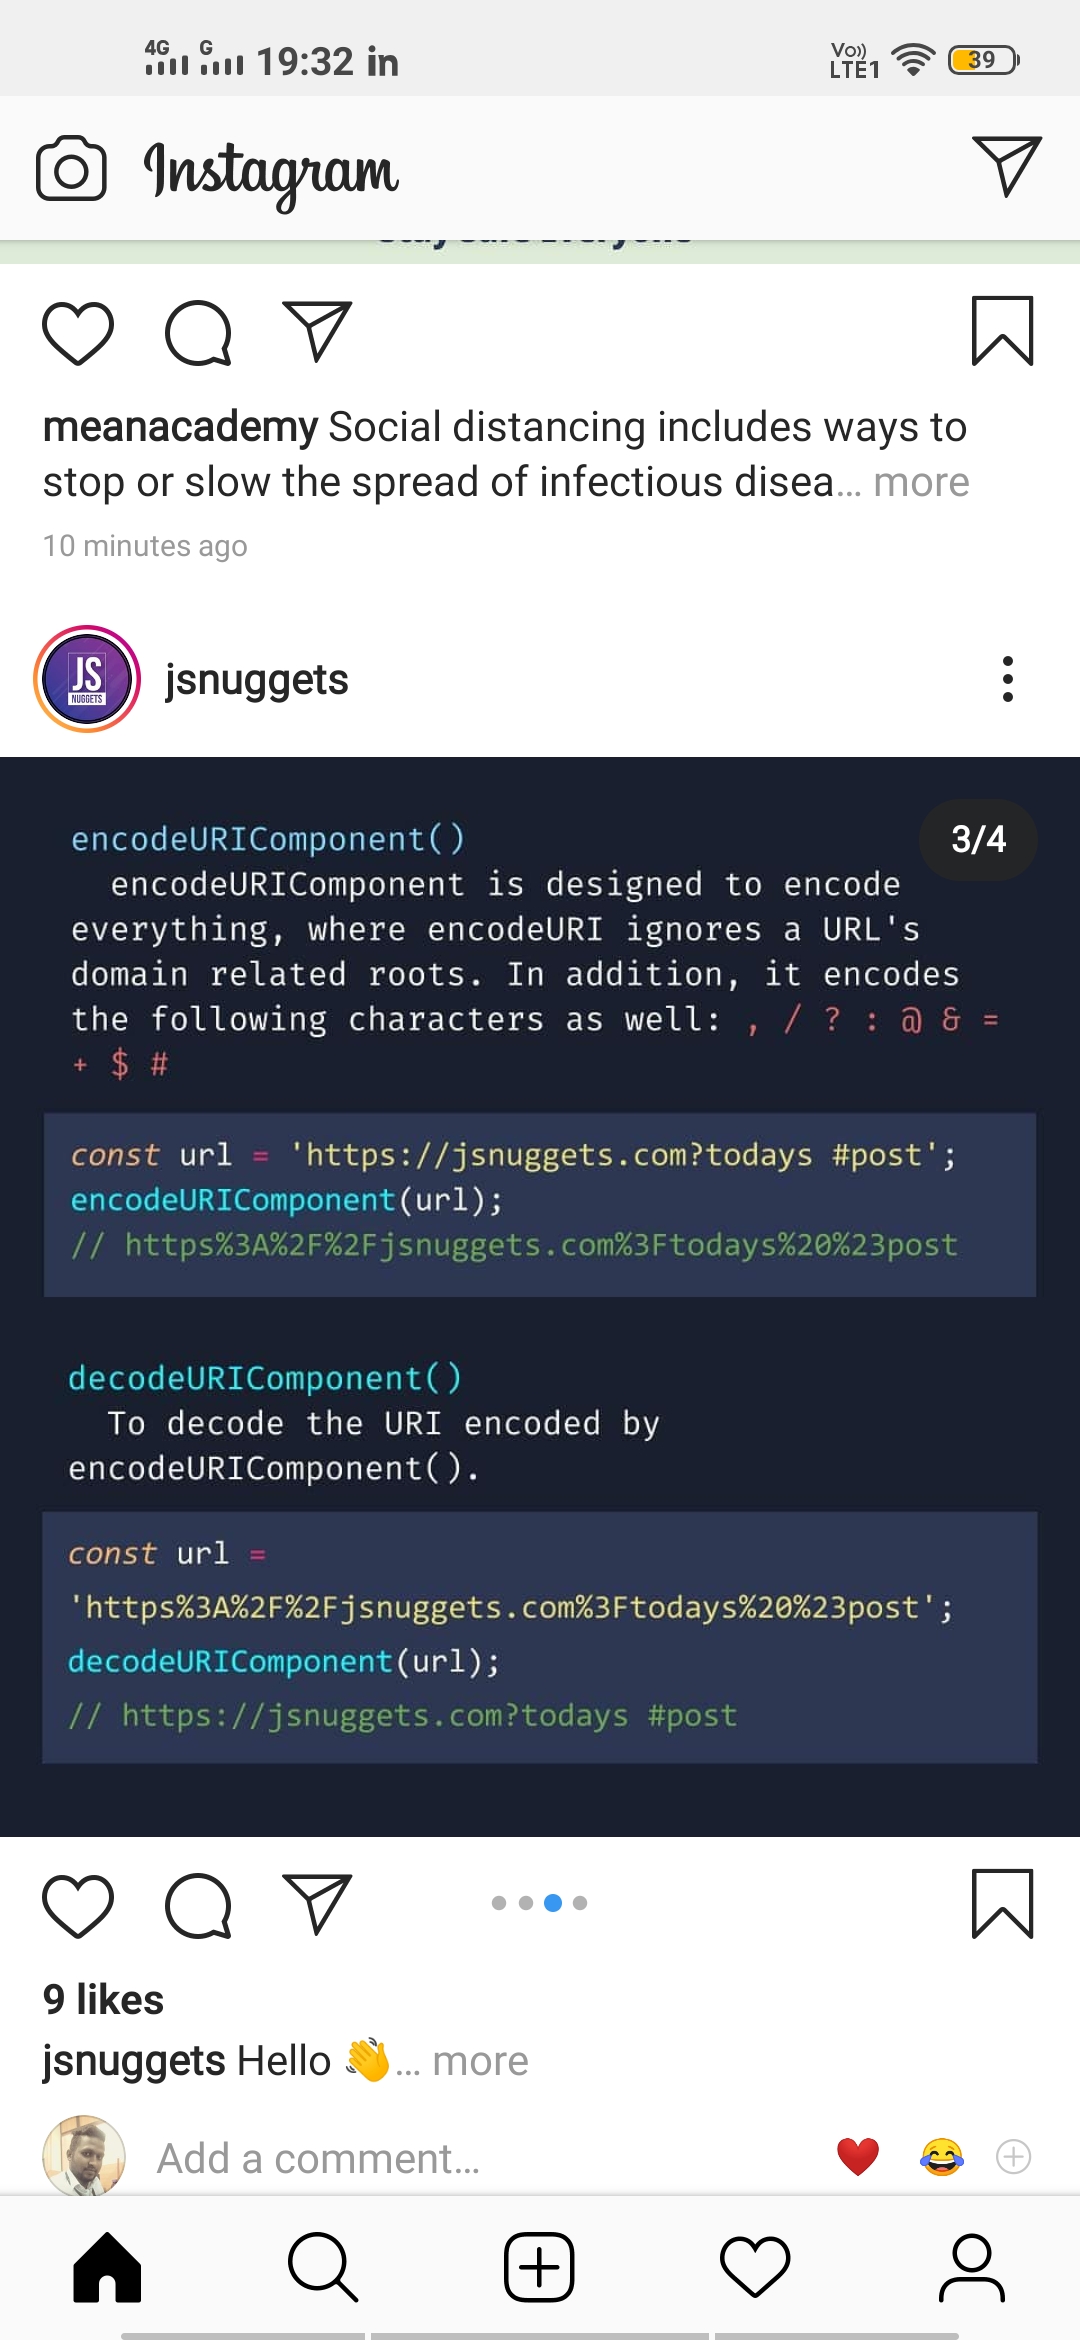 4G G 19:32 in Vo)) LTE1 39
Instagram
Stay Safe Everyone
meanacademy Social distancing includes ways to
stop or slow the spread of infectious disea... more
10 minutes ago
JS
NUGGETS
jsnuggets
3/4
encodeURIComponent()
encodeURIComponent is designed to encode
everything, where encodeURI ignores a URL's
domain related roots. In addition, it encodes
the following characters as well: , / ? : @ & =
+ $ #
const url = 'https://jsnuggets.com?todays #post';
encodeURIComponent(url);
// https%3A%2F%2Fjsnuggets.com%3Ftodays%20%23post
decodeURIComponent()
To decode the URI encoded by
encodeURIComponent().
const url =
'https%3A%2F%2Fjsnuggets.com%3Ftodays%20%23post';
decodeURIComponent(url);
// https://jsnuggets.com?todays #post
9 likes
jsnuggets Hello 👋... more
Add a comment...